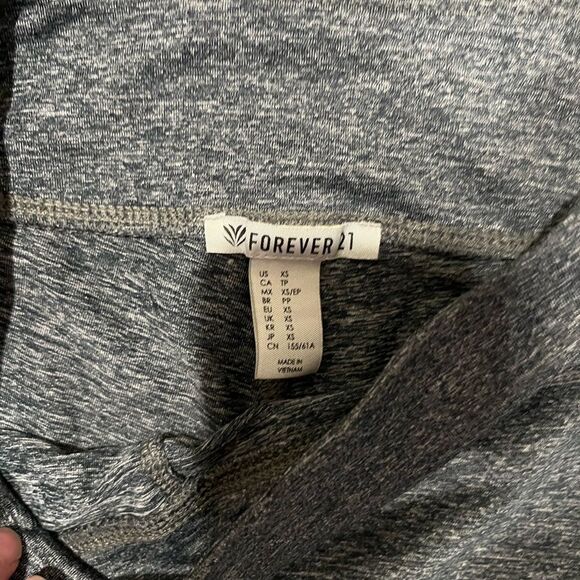 FOREVER 21
US XS
CA TP
MX XS/EP
BR PP
EU XS
UK XS
KR XS
JP XS
CN 155/61A
MADE IN
VIETNAM